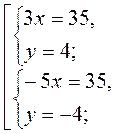 3x = 35,
y = 4;
-5x = 35,
y = -4;